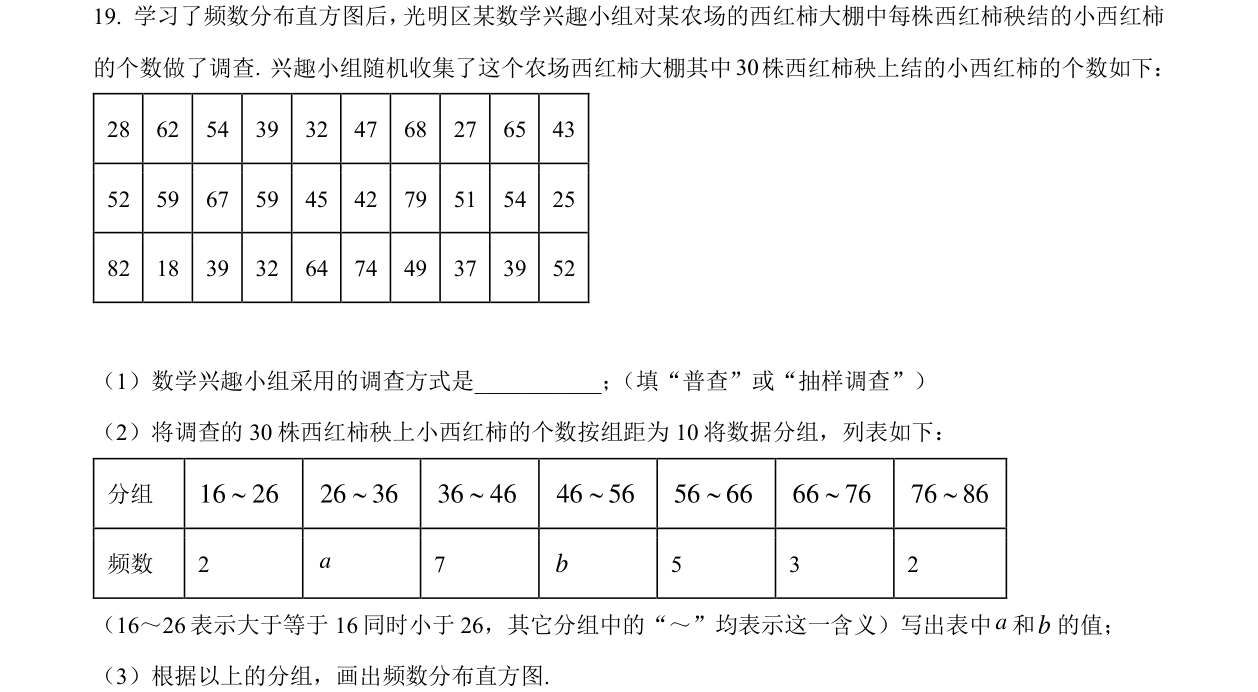 19. 学习了频数分布直方图后，光明区某数学兴趣小组对某农场的西红柿大棚中每株西红柿秧结的小西红柿
的个数做了调查. 兴趣小组随机收集了这个农场西红柿大棚其中30株西红柿秧上结的小西红柿的个数如下：
28 62 54 39 32 47 68 27 65 43
52 59 67 59 45 42 79 51 54 25
82 18 39 32 64 74 49 37 39 52
（1）数学兴趣小组采用的调查方式是___________；（填“普查”或“抽样调查”）
（2）将调查的 30 株西红柿秧上小西红柿的个数按组距为 10 将数据分组，列表如下：
分组 16～26 26～36 36～46 46～56 56～66 66～76 76～86
频数 2 a 7 b 5 3 2
（16～26 表示大于等于 16 同时小于 26，其它分组中的“～”均表示这一含义）写出表中 a 和 b 的值；
（3）根据以上的分组，画出频数分布直方图.